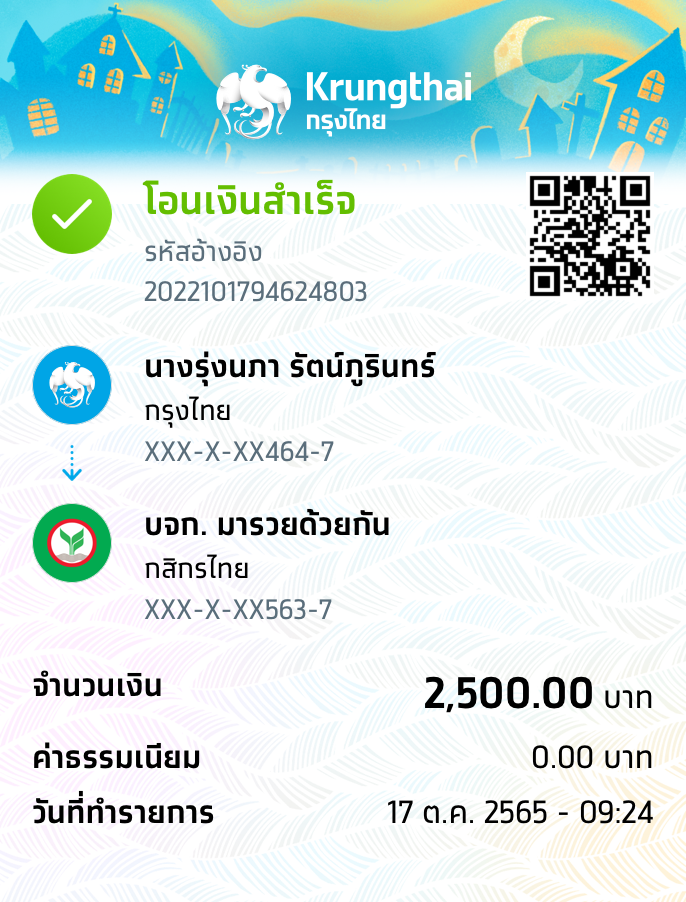 Krungthai
กรุงไทย
โอนเงินสำเร็จ
รหัสอ้างอิง
2022101794624803
นางรุ่งนภา รัตน์ภูรินทร์
กรุงไทย
XXX-X-XX464-7
บจก. มารวยด้วยกัน
กสิกรไทย
XXX-X-XX563-7
จำนวนเงิน 2,500.00 บาท
ค่าธรรมเนียม 0.00 บาท
วันที่ทำรายการ 17 ต.ค. 2565 - 09:24